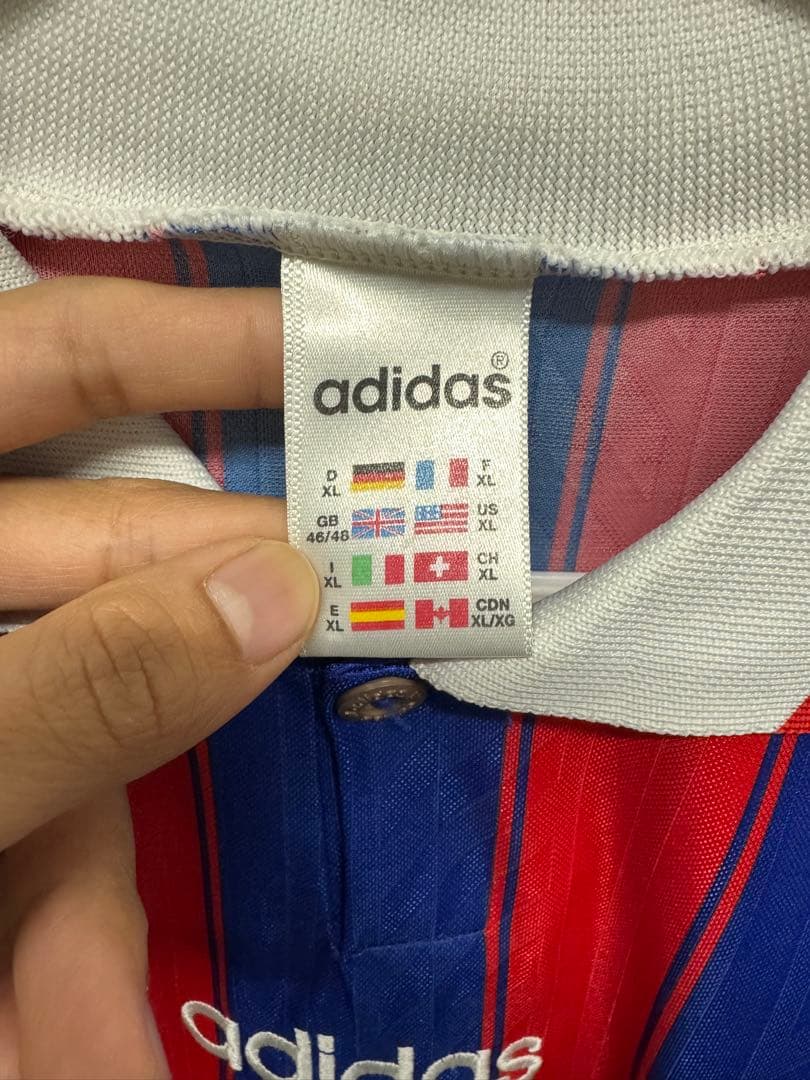 adidas®
D XL F XL
GB 46/48 US XL
I XL CH XL
E XL CDN XL/XG
adidas